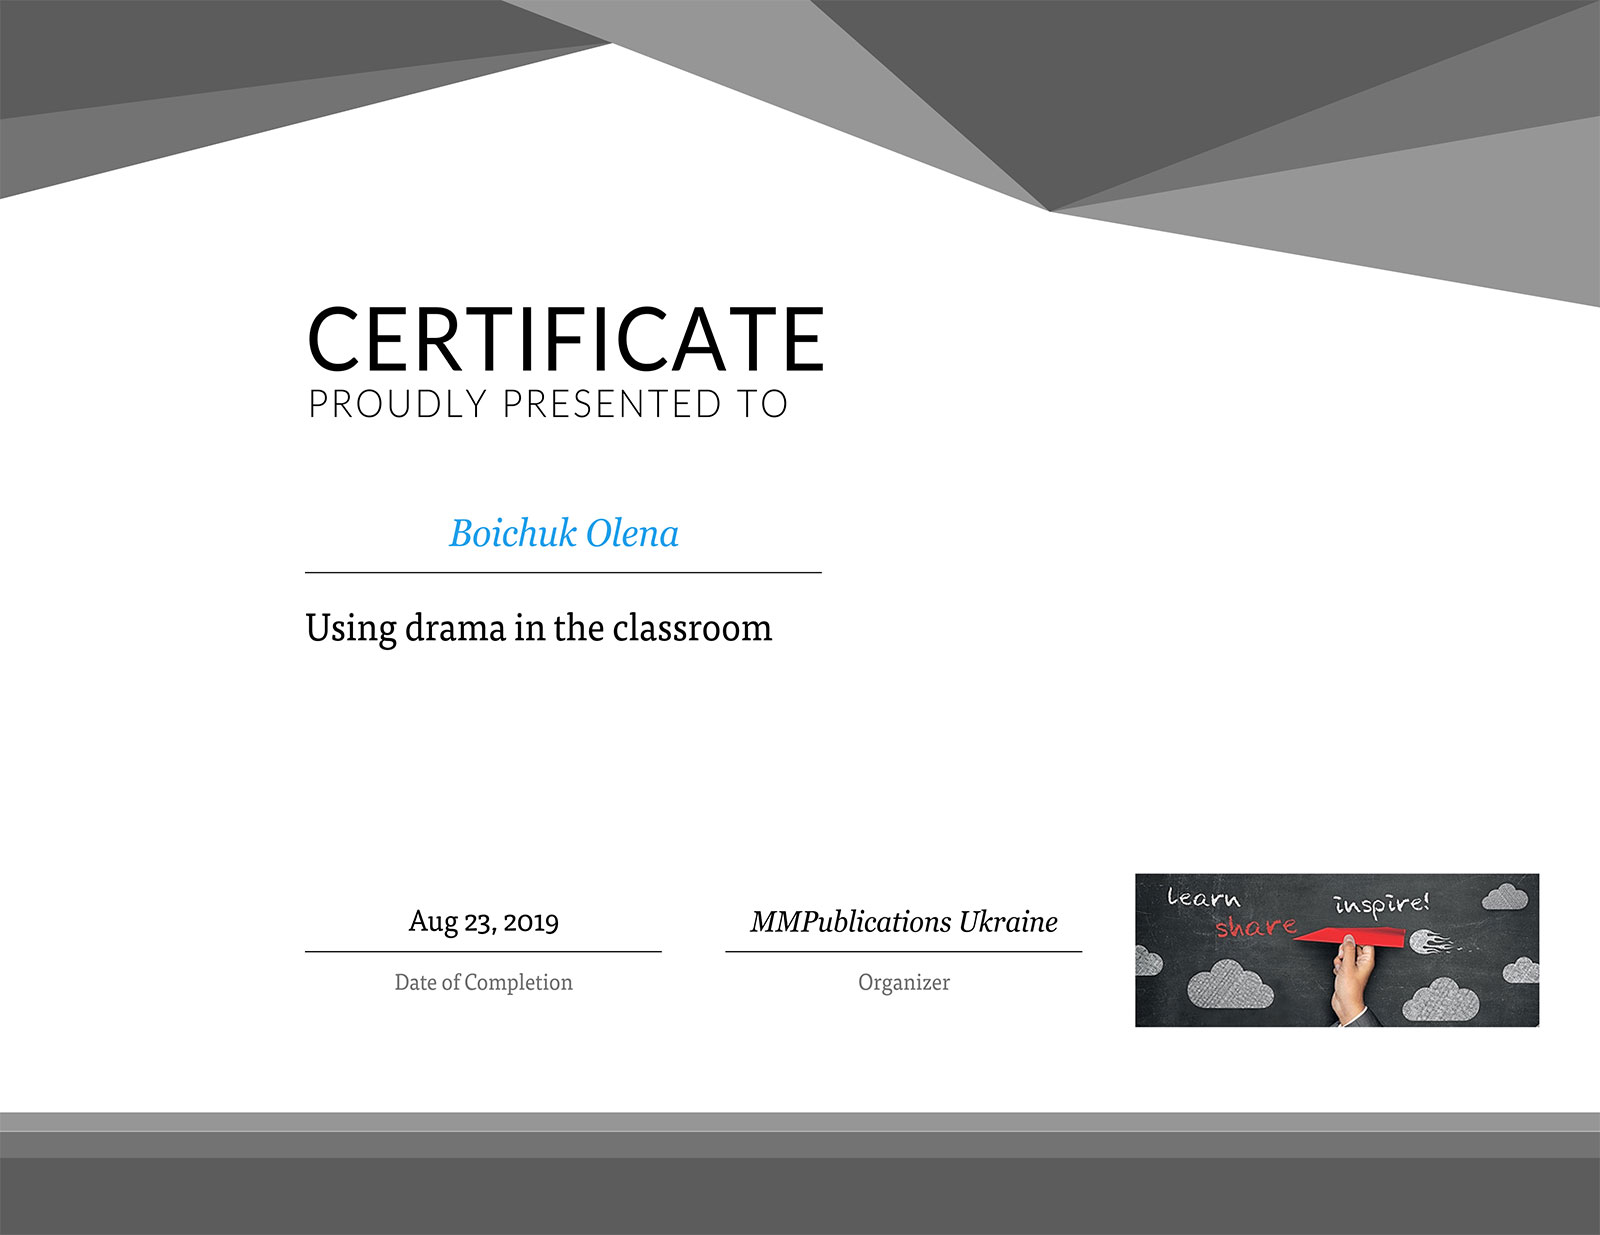 CERTIFICATE
PROUDLY PRESENTED TO
Boichuk Olena
Using drama in the classroom
Aug 23, 2019
Date of Completion
MMPublications Ukraine
Organizer
learn
share
inspire!